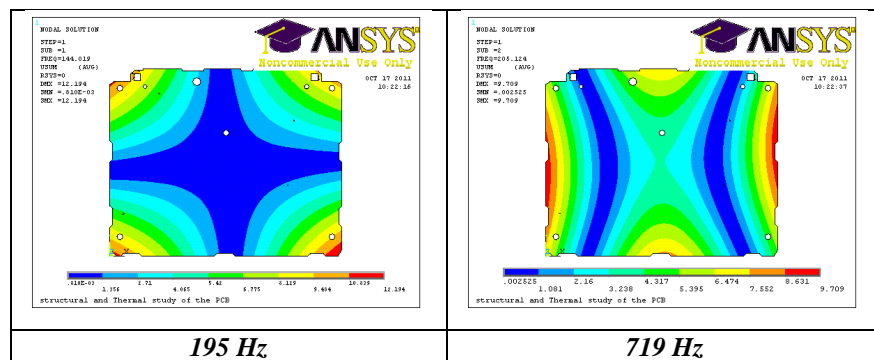 1
NODAL SOLUTION
STEP=1
SUB =1
FREQ=144.019
USUM (AVG)
RSYS=0
DMX =12.194
SMN =.810E-03
SMX =12.194
ANSYS
Noncommercial Use Only
OCT 17 2011
10:22:16
.810E-03 2.71 5.42 8.129 10.839
1.356 4.065 6.775 9.484 12.194
structural and Thermal study of the PCB
1
NODAL SOLUTION
STEP=1
SUB =2
FREQ=208.124
USUM (AVG)
RSYS=0
DMX =9.709
SMN =.002525
SMX =9.709
ANSYS
Noncommercial Use Only
OCT 17 2011
10:22:37
.002525 2.16 4.317 6.474 8.631
1.081 3.238 5.395 7.552 9.709
structural and Thermal study of the PCB
195 Hz
719 Hz